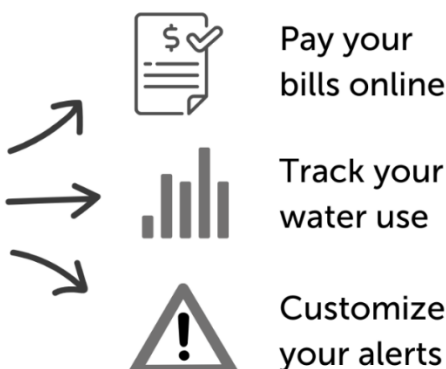 $
Pay your
bills online
Track your
water use
!
Customize
your alerts